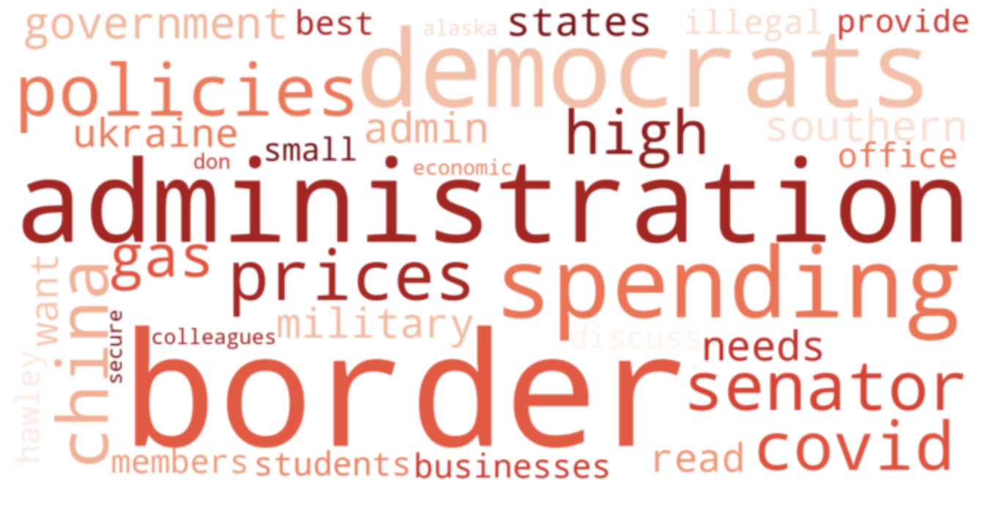 government best alaska states illegal provide
policies democrats
ukraine admin high southern
don small economic office
administration
gas prices spending
want china military
secure colleagues discuss needs
hawley border senator
covid
members students businesses read